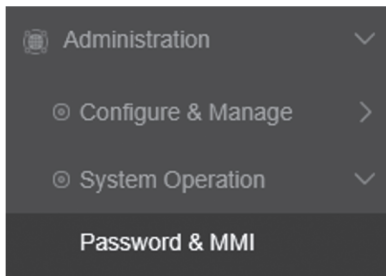 Administration
Configure & Manage
System Operation
Password & MMI